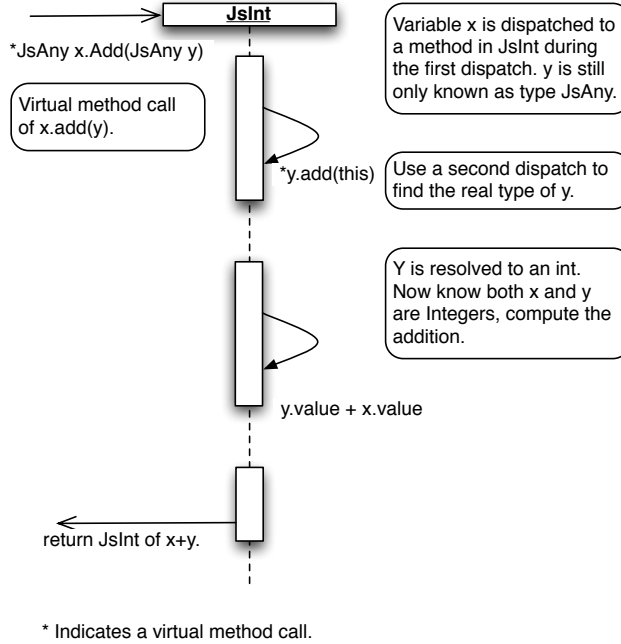 JsInt
*JsAny x.Add(JsAny y)
Variable x is dispatched to
a method in JsInt during
the first dispatch. y is still
only known as type JsAny.
Virtual method call
of x.add(y).
*y.add(this)
Use a second dispatch to
find the real type of y.
Y is resolved to an int.
Now know both x and y
are Integers, compute the
addition.
y.value + x.value
return JsInt of x+y.
* Indicates a virtual method call.